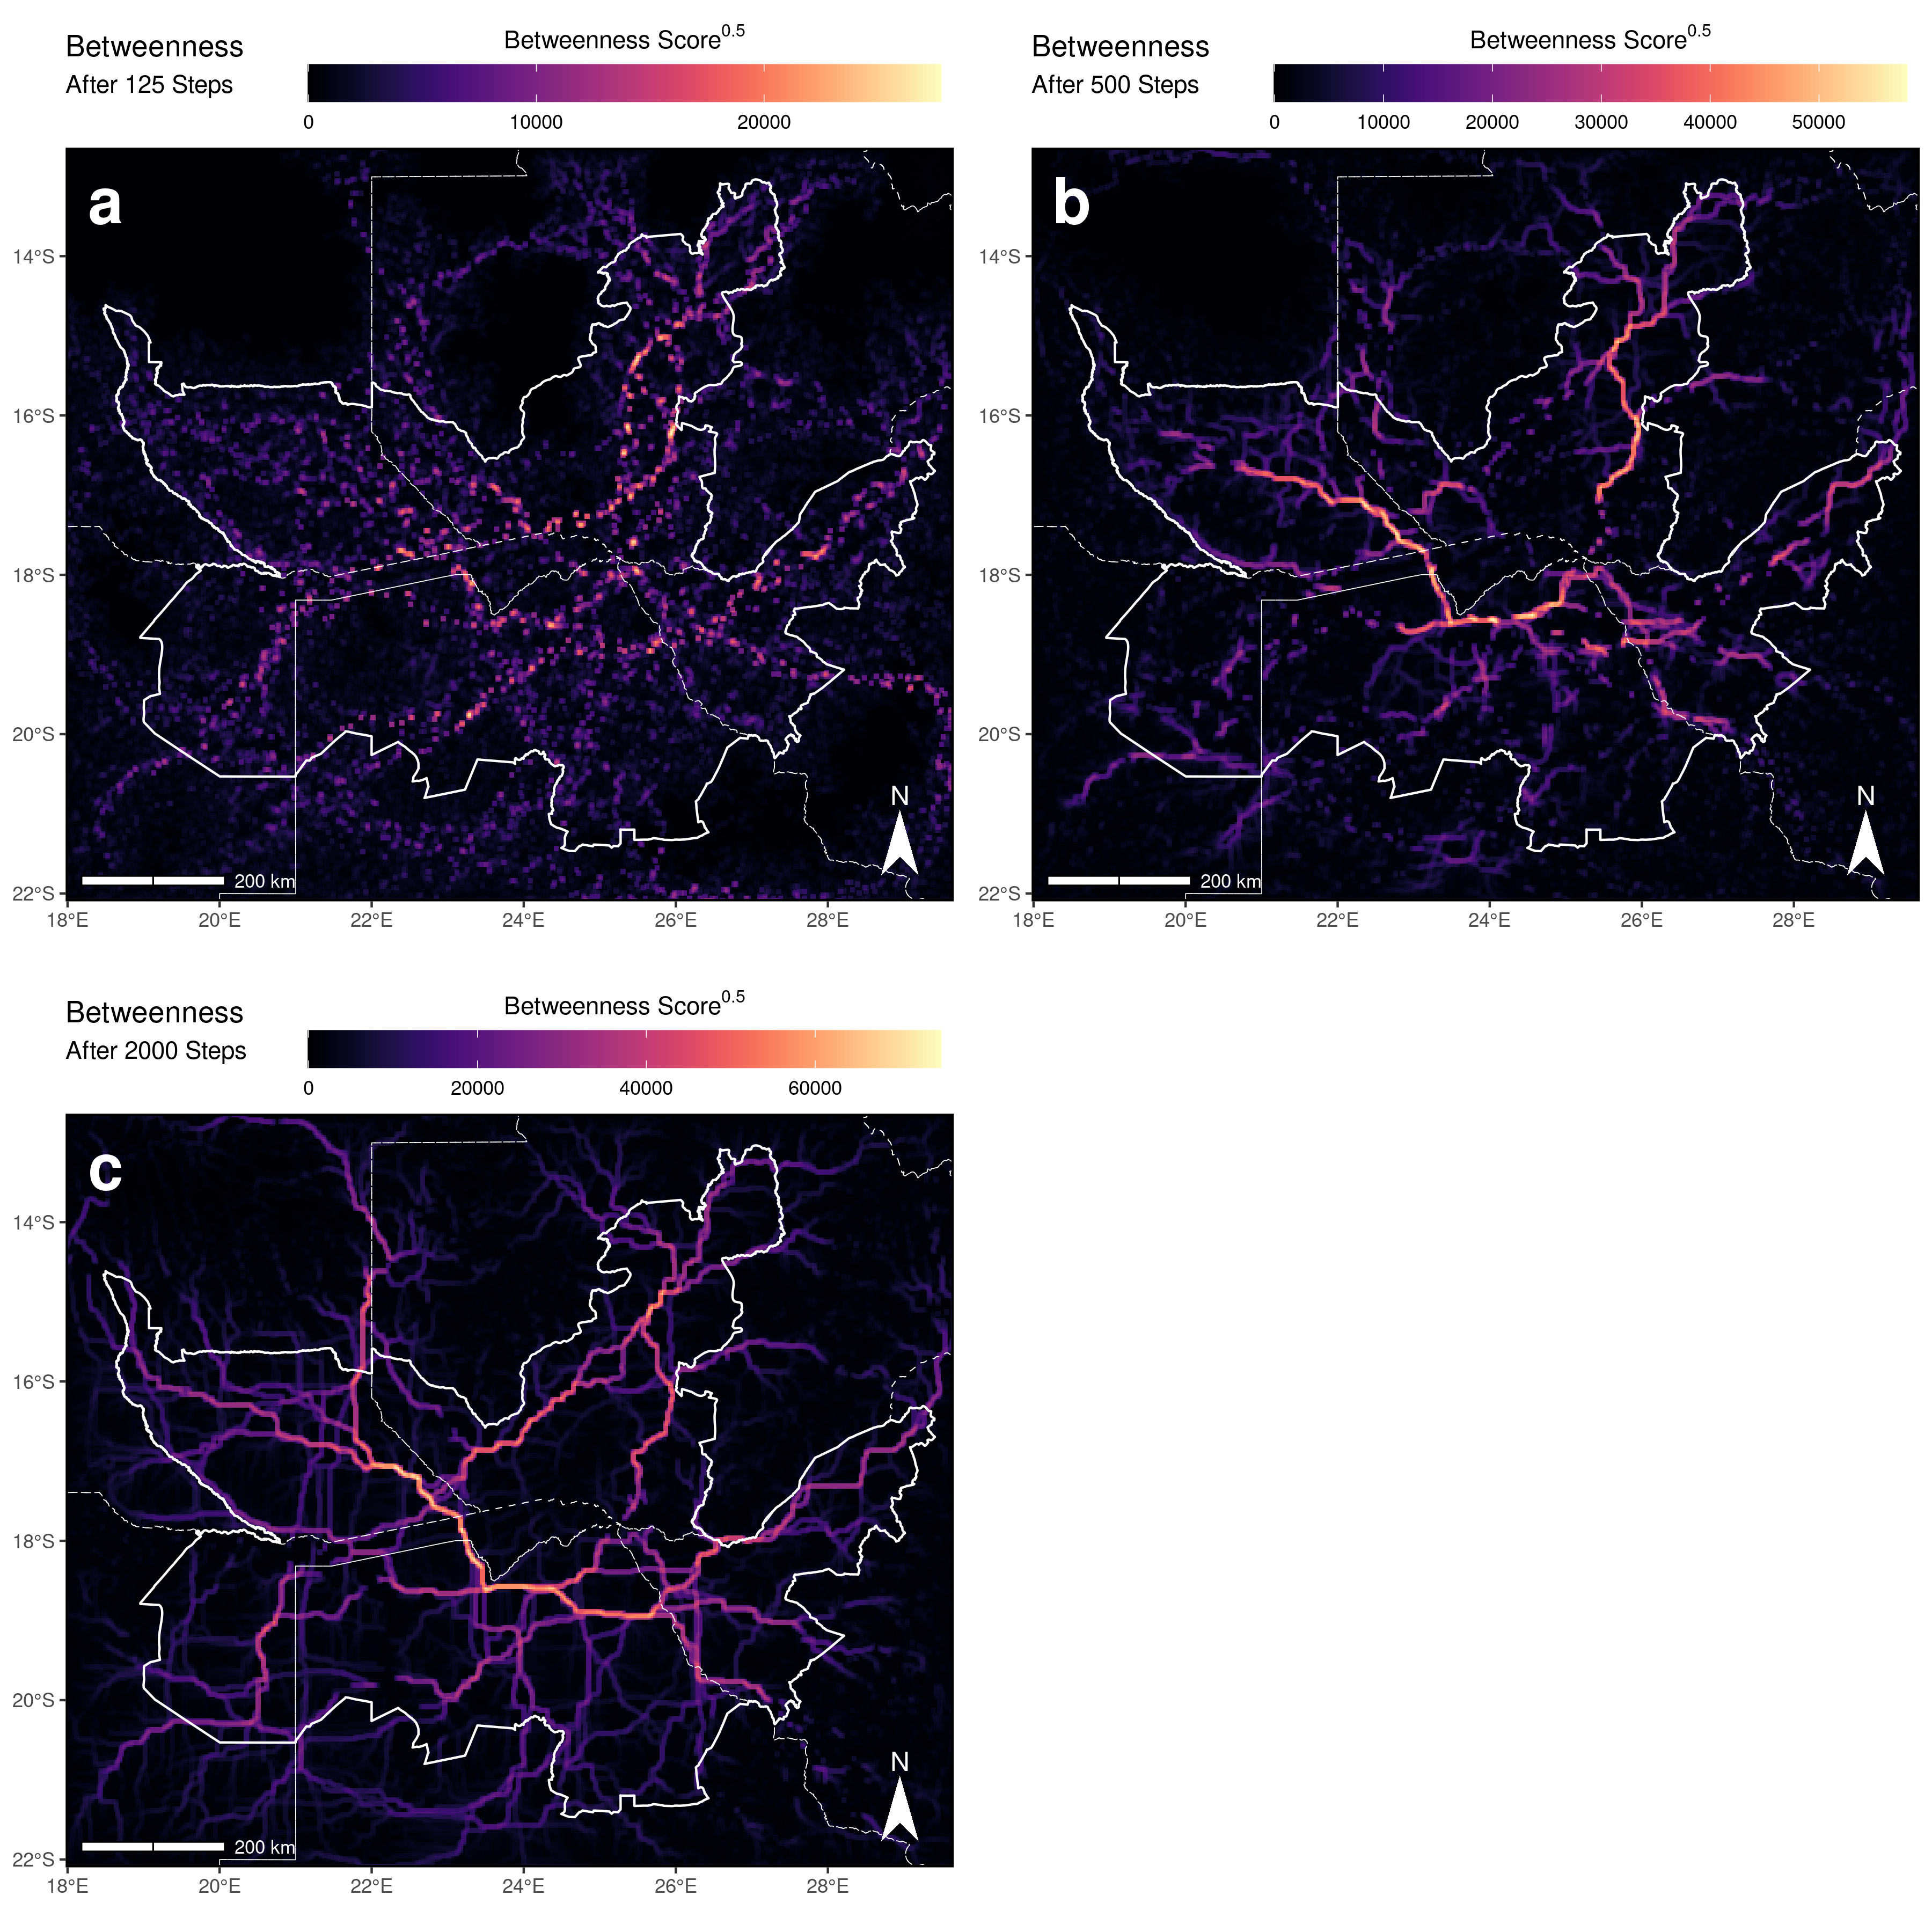 Betweenness
After 125 Steps
Betweenness Score0.5
0 10000 20000
a
14°S
16°S
18°S
20°S
22°S
N
200 km
18°E 20°E 22°E 24°E 26°E 28°E
Betweenness
After 500 Steps
Betweenness Score0.5
0 10000 20000 30000 40000 50000
b
14°S
16°S
18°S
20°S
22°S
N
200 km
18°E 20°E 22°E 24°E 26°E 28°E
Betweenness
After 2000 Steps
Betweenness Score0.5
0 20000 40000 60000
c
14°S
16°S
18°S
20°S
22°S
N
200 km
18°E 20°E 22°E 24°E 26°E 28°E